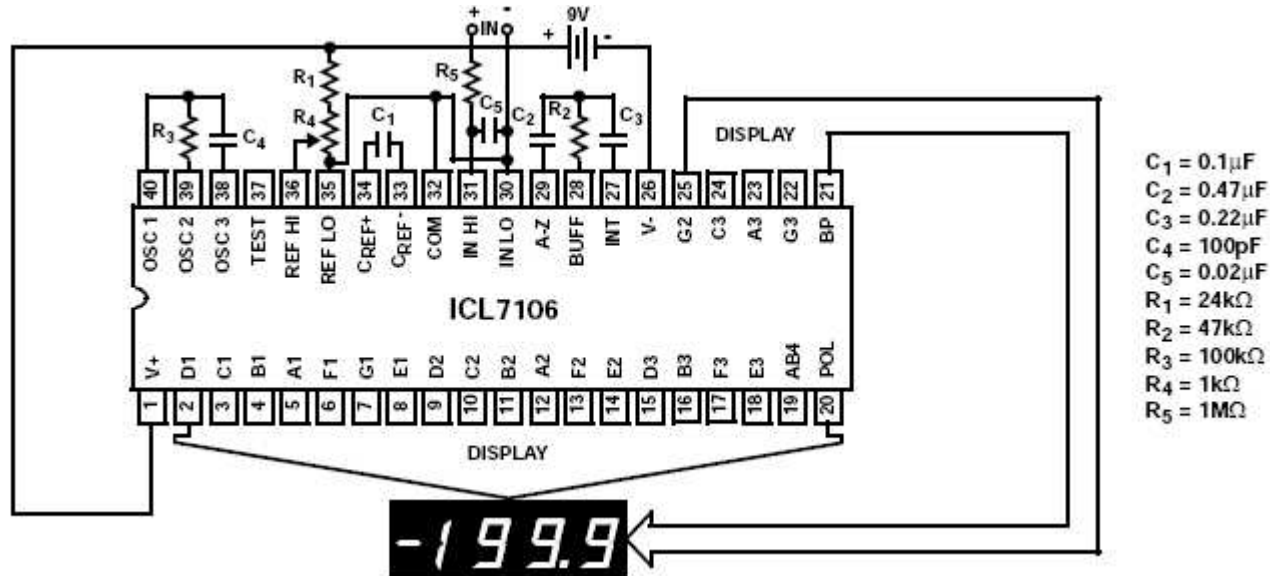 + - 
IN
9V
+ -
R1
R5
C5
R4
C1
C2
R2
C3
R3
C4
DISPLAY
40 39 38 37 36 35 34 33 32 31 30 29 28 27 26 25 24 23 22 21
OSC 1
OSC 2
OSC 3
TEST
REF HI
REF LO
CREF+
CREF-
COM
IN HI
IN LO
A-Z
BUFF
INT
V-
G2
C3
A3
G3
BP
ICL7106
V+
D1
C1
B1
A1
F1
G1
E1
D2
C2
B2
A2
F2
E2
D3
B3
F3
E3
AB4
POL
1 2 3 4 5 6 7 8 9 10 11 12 13 14 15 16 17 18 19 20
DISPLAY
-199.9
C1 = 0.1μF
C2 = 0.47μF
C3 = 0.22μF
C4 = 100pF
C5 = 0.02μF
R1 = 24kΩ
R2 = 47kΩ
R3 = 100kΩ
R4 = 1kΩ
R5 = 1MΩ